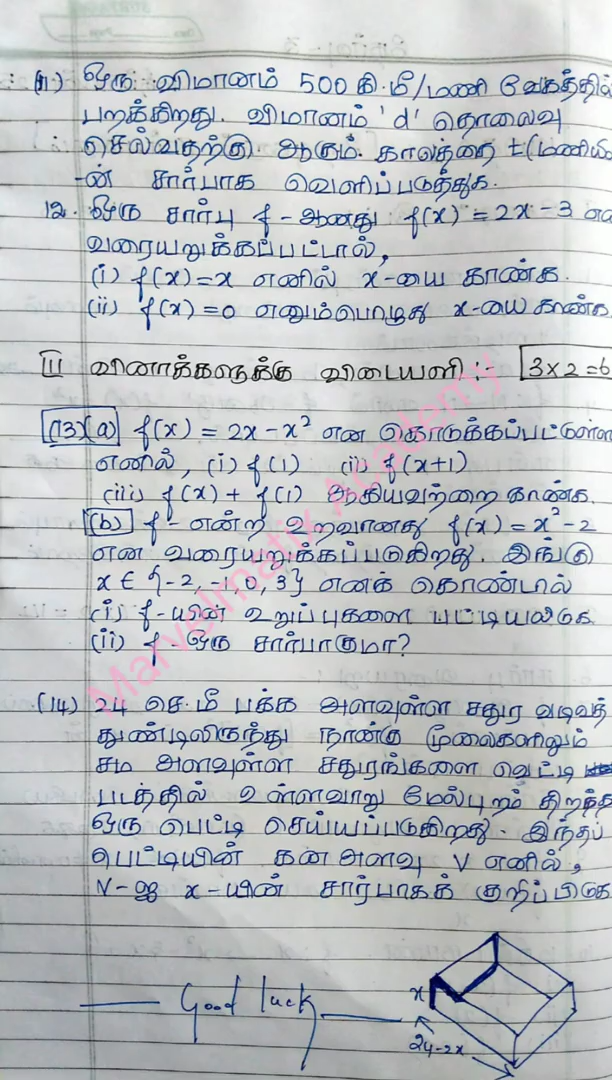 11) ஒரு விமானம் 500 கி.மீ/மணி வேகத்தில்
பறக்கிறது. விமானம் 'd' தொலைவு
செல்வதற்கு ஆகும் காலத்தை t (மணியி
-ன் சார்பாக வெளிப்படுத்துக.
12. ஒரு சார்பு f - ஆனது f(x) = 2x - 3 என
வரையறுக்கப்பட்டால்,
(i) f(x) = x எனில் x-யை காண்க.
(ii) f(x) = 0 எனும்பொழுது x-யை காண்க
III வினாக்களுக்கு விடையளி :- 3 x 2 = 6
(13)(a) f(x) = 2x - x² என கொடுக்கப்பட்டுள்ள
எனில், (i) f(1) (ii) f(x+1)
(iii) f(x) + f(1) ஆகியவற்றை காண்க.
(b) f - என்ற உறவானது f(x) = x² - 2
என வரையறுக்கப்படுகிறது. இங்கு
x ∈ {-2, -1, 0, 3} எனக் கொண்டால்
(i) f-யின் உறுப்புகளை பட்டியலிடுக
(ii) f - ஒரு சார்பாகுமா?
(14) 24 செ.மீ பக்க அளவுள்ள சதுர வடிவத்
துண்டிலிருந்து நான்கு மூலைகளிலும்
சம அளவுள்ள சதுரங்களை வெட்டி
படத்தில் உள்ளவாறு மேல்புறம் திறந்த
ஒரு பெட்டி செய்யப்படுகிறது. இந்தப்
பெட்டியின் கனஅளவு V எனில்,
V-ஐ x-யின் சார்பாகக் குறிப்பிடுக
Good luck
x
24-2x
Marvelmatix Academy